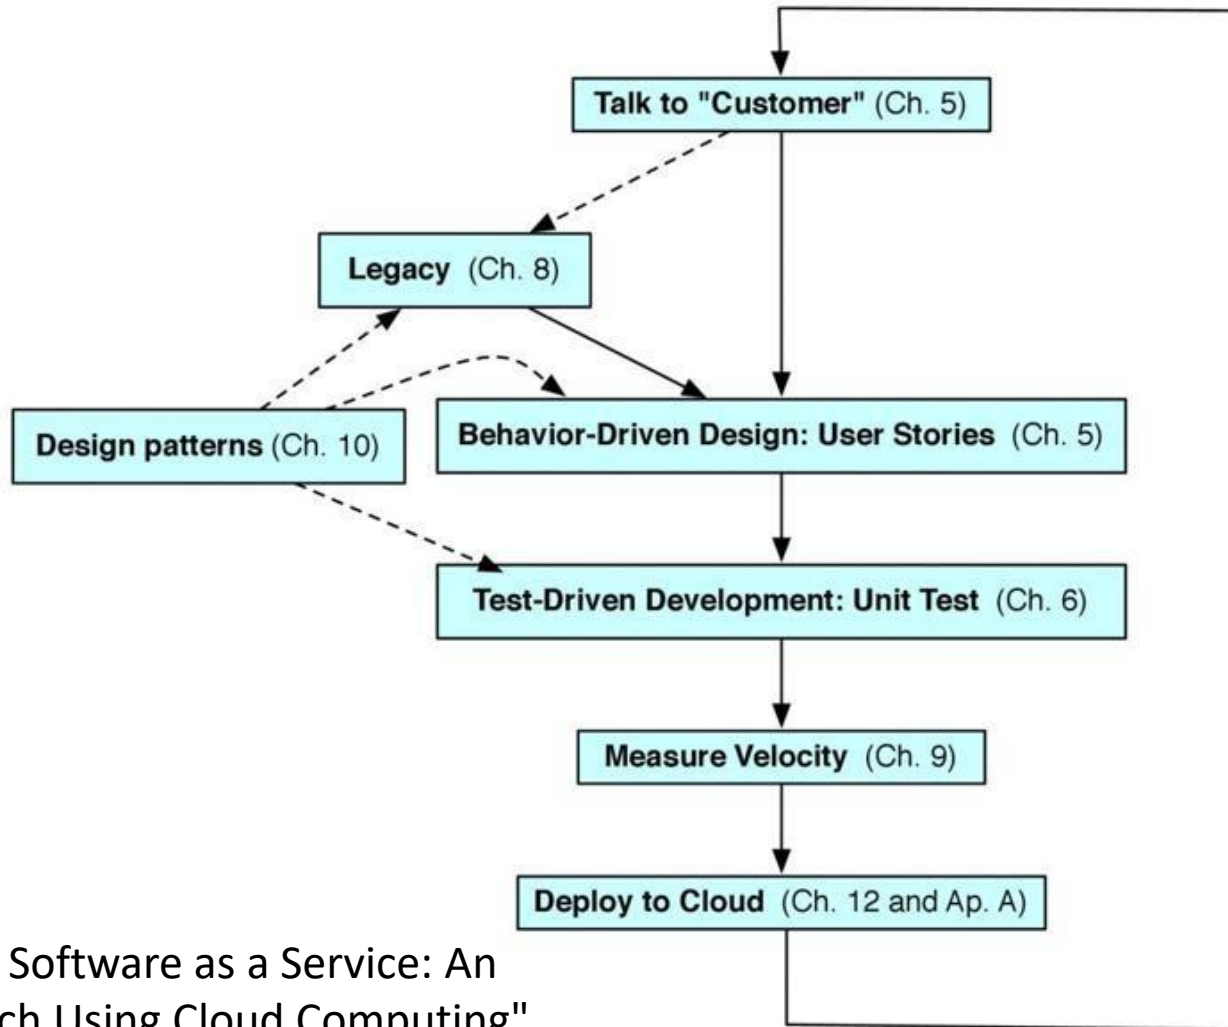 Talk to "Customer" (Ch. 5)
Legacy (Ch. 8)
Design patterns (Ch. 10)
Behavior-Driven Design: User Stories (Ch. 5)
Test-Driven Development: Unit Test (Ch. 6)
Measure Velocity (Ch. 9)
Deploy to Cloud (Ch. 12 and Ap. A)
Software as a Service: An
ch Using Cloud Computing"